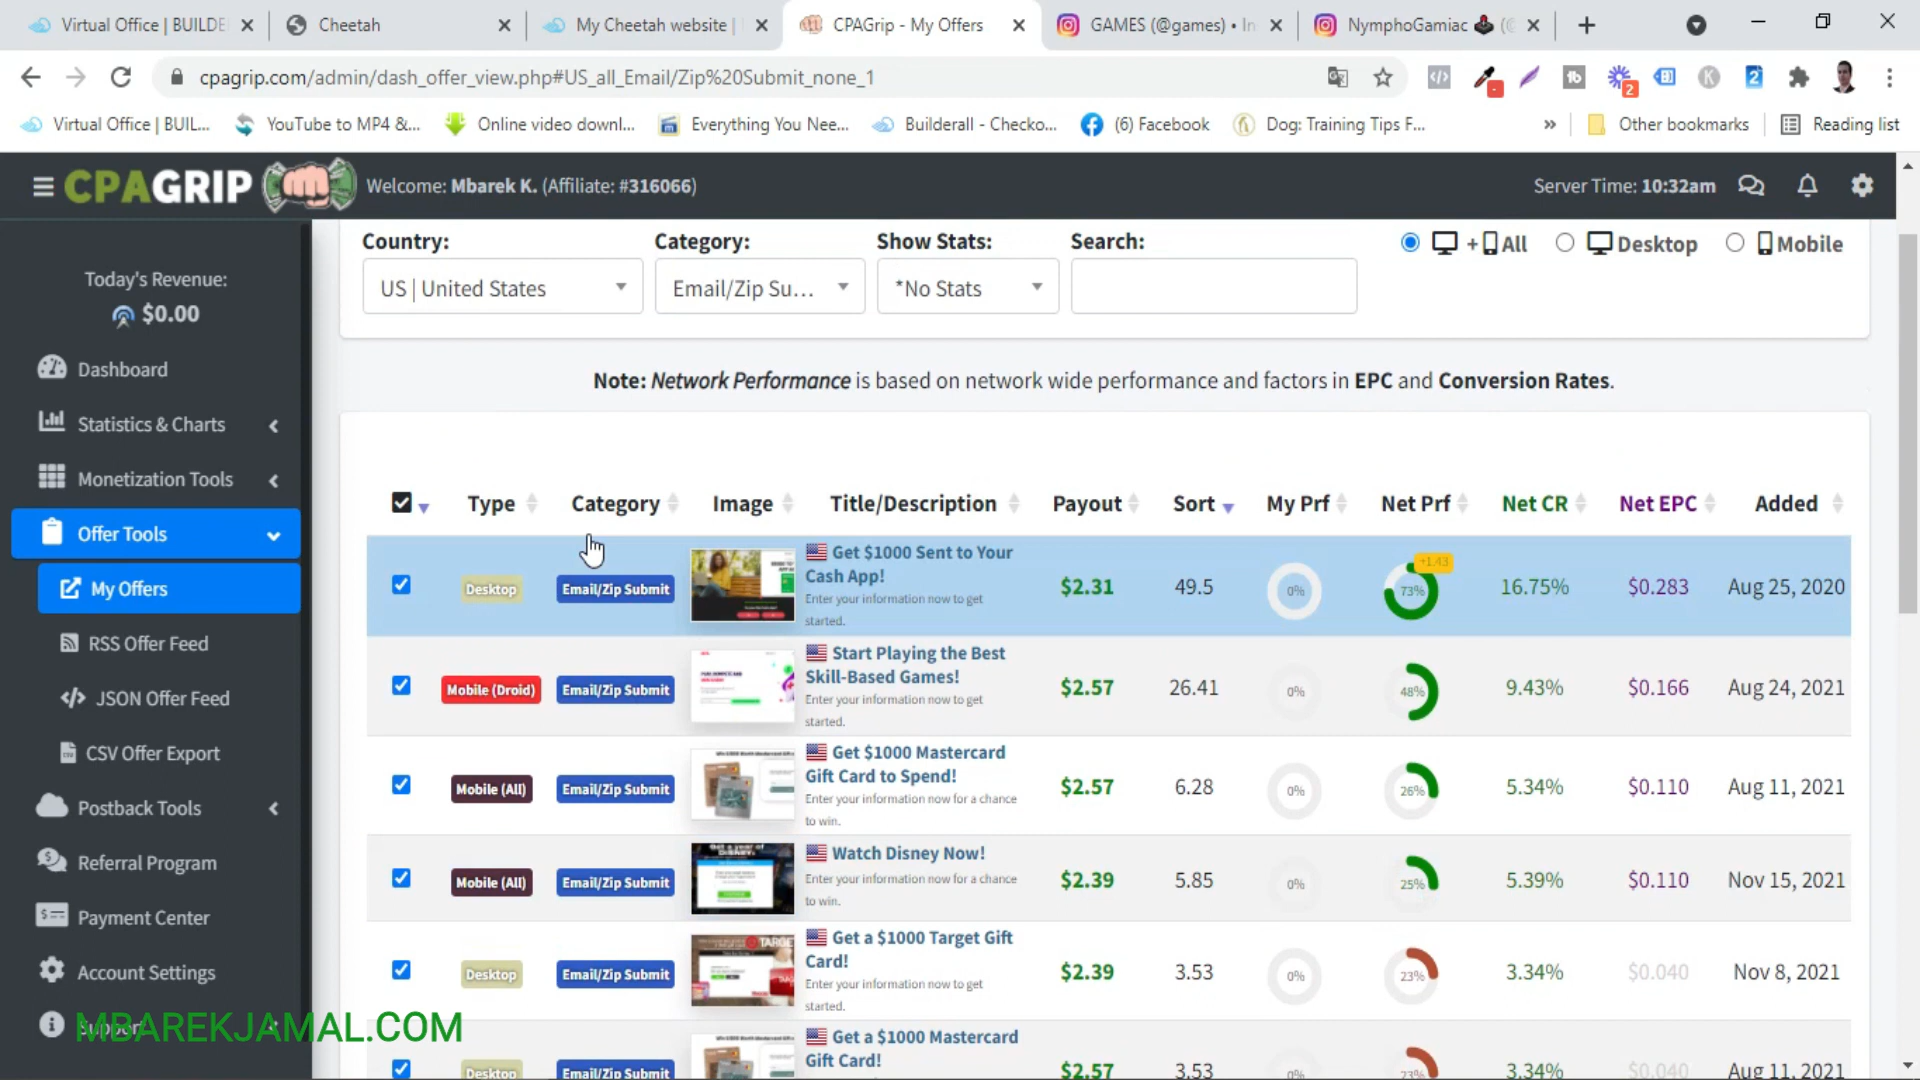 Virtual Office | BUILDE
Cheetah
My Cheetah website |
CPAGrip - My Offers
GAMES (@games) • In
NymphoGamiac
cpagrip.com/admin/dash_offer_view.php#US_all_Email/Zip%20Submit_none_1
Virtual Office | BUIL...
YouTube to MP4 &...
Online video downl...
Everything You Nee...
Builderall - Checko...
(6) Facebook
Dog: Training Tips F...
Other bookmarks
Reading list
CPAGRIP
Welcome: Mbarek K. (Affiliate: #316066)
Server Time: 10:32am
Today's Revenue:
$0.00
Dashboard
Statistics & Charts
Monetization Tools
Offer Tools
My Offers
RSS Offer Feed
JSON Offer Feed
CSV Offer Export
Postback Tools
Referral Program
Payment Center
Account Settings
Support
MBAREKJAMAL.COM
Country: Category: Show Stats: Search:
US | United States Email/Zip Su... *No Stats
+ All Desktop Mobile
Note: Network Performance is based on network wide performance and factors in EPC and Conversion Rates.
Type Category Image Title/Description Payout Sort My Prf Net Prf Net CR Net EPC Added
Desktop Email/Zip Submit Get $1000 Sent to Your
Cash App!
Enter your information now to get
started.
$2.31 49.5 0% 73% +1.43 16.75% $0.283 Aug 25, 2020
Mobile (Droid) Email/Zip Submit Start Playing the Best
Skill-Based Games!
Enter your information now to get
started.
$2.57 26.41 0% 48% 9.43% $0.166 Aug 24, 2021
Mobile (All) Email/Zip Submit Get $1000 Mastercard
Gift Card to Spend!
Enter your information now for a chance
to win.
$2.57 6.28 0% 26% 5.34% $0.110 Aug 11, 2021
Mobile (All) Email/Zip Submit Watch Disney Now!
Enter your information now for a chance
to win.
$2.39 5.85 0% 25% 5.39% $0.110 Nov 15, 2021
Desktop Email/Zip Submit Get a $1000 Target Gift
Card!
Enter your information now to get
started.
$2.39 3.53 0% 23% 3.34% $0.040 Nov 8, 2021
Desktop Email/Zip Submit Get a $1000 Mastercard
Gift Card!
$2.57 3.53 0% 23% 3.34% $0.040 Aug 11, 2021